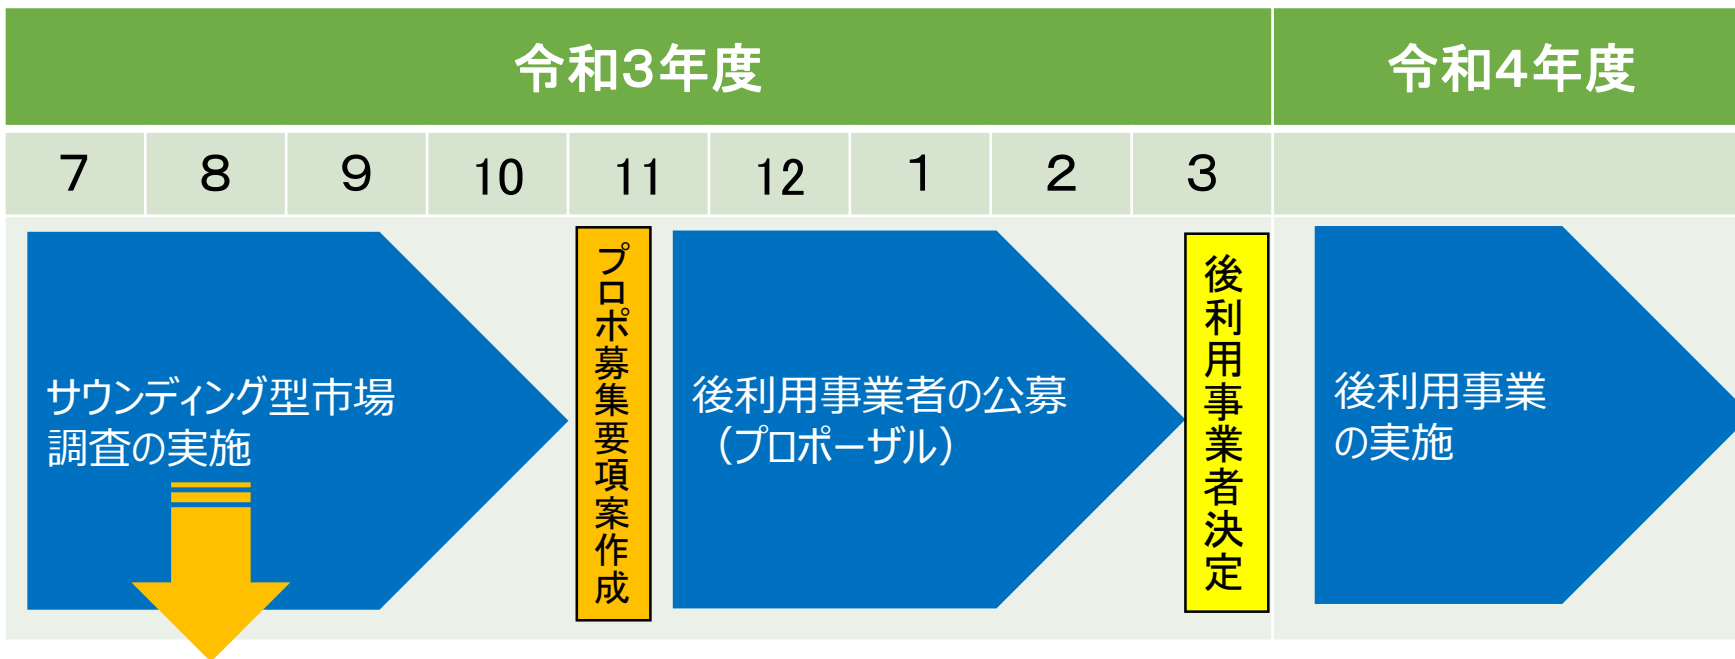 令和3年度
令和4年度
7
8
9
10
11
12
1
2
3
サウンディング型市場
調査の実施
プロポ募集要項案作成
後利用事業者の公募
（プロポーザル）
後利用事業者決定
後利用事業
の実施